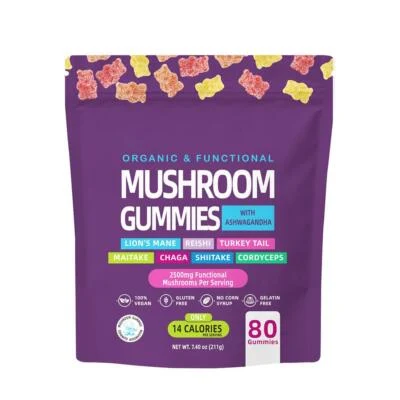 ORGANIC & FUNCTIONAL
MUSHROOM
GUMMIES
WITH
ASHWAGANDHA
LION'S MANE
REISHI
TURKEY TAIL
MAITAKE
CHAGA
SHIITAKE
CORDYCEPS
2500mg Functional
Mushrooms Per Serving
100%
VEGAN
GLUTEN
FREE
NO CORN
SYRUP
GELATIN
FREE
ONLY
14 CALORIES
PER SERVING
80
Gummies
NET WT. 7.40 oz (211g)